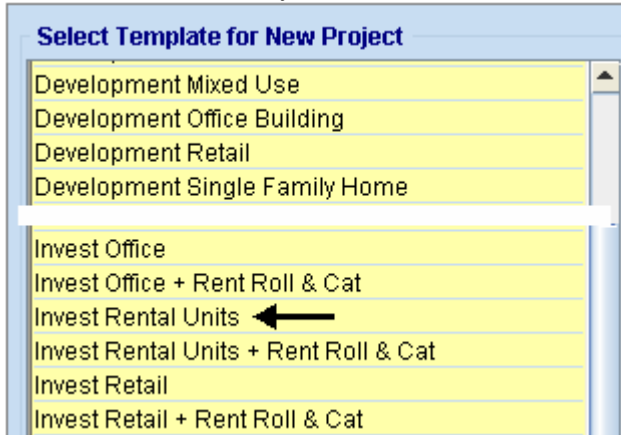 Select Template for New Project
Development Mixed Use
Development Office Building
Development Retail
Development Single Family Home
Invest Office
Invest Office + Rent Roll & Cat
Invest Rental Units
Invest Rental Units + Rent Roll & Cat
Invest Retail
Invest Retail + Rent Roll & Cat